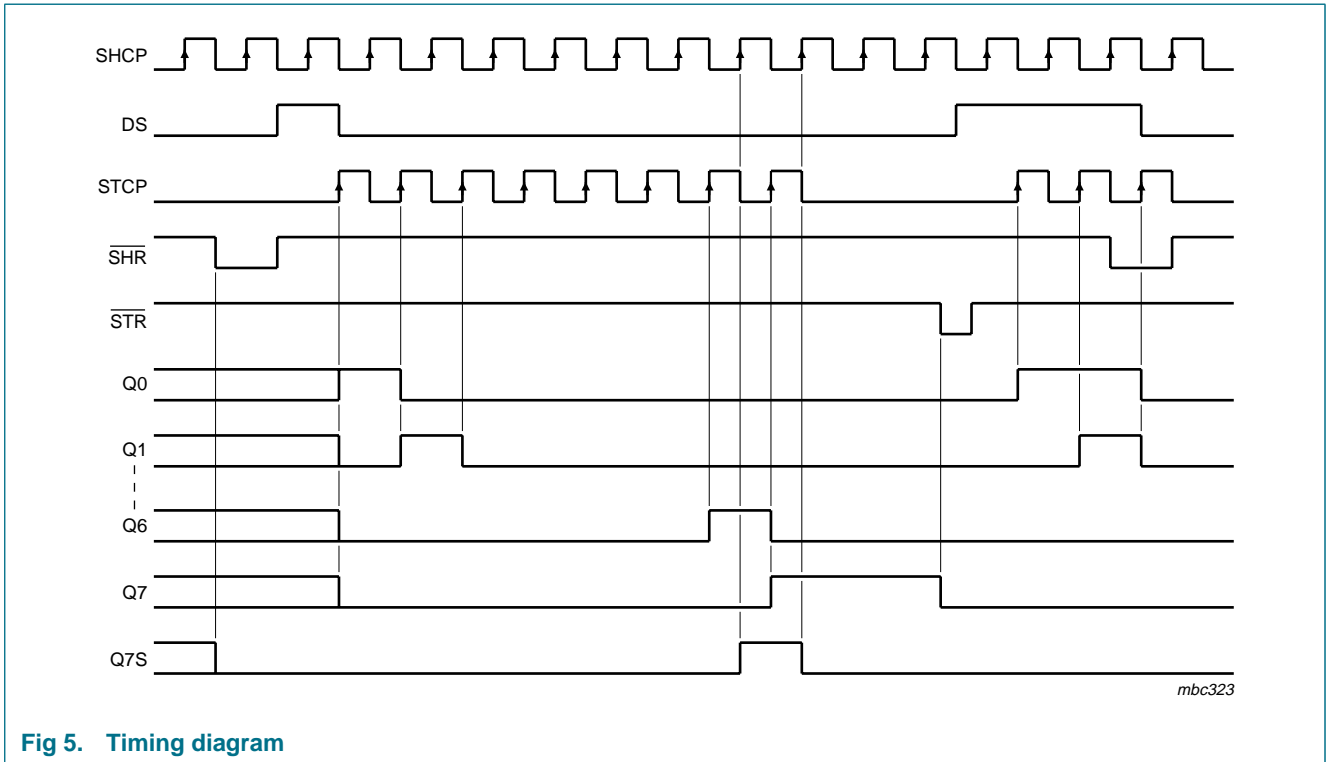 SHCP
DS
STCP
SHR
STR
Q0
Q1
Q6
Q7
Q7S
mbc323
Fig 5. Timing diagram